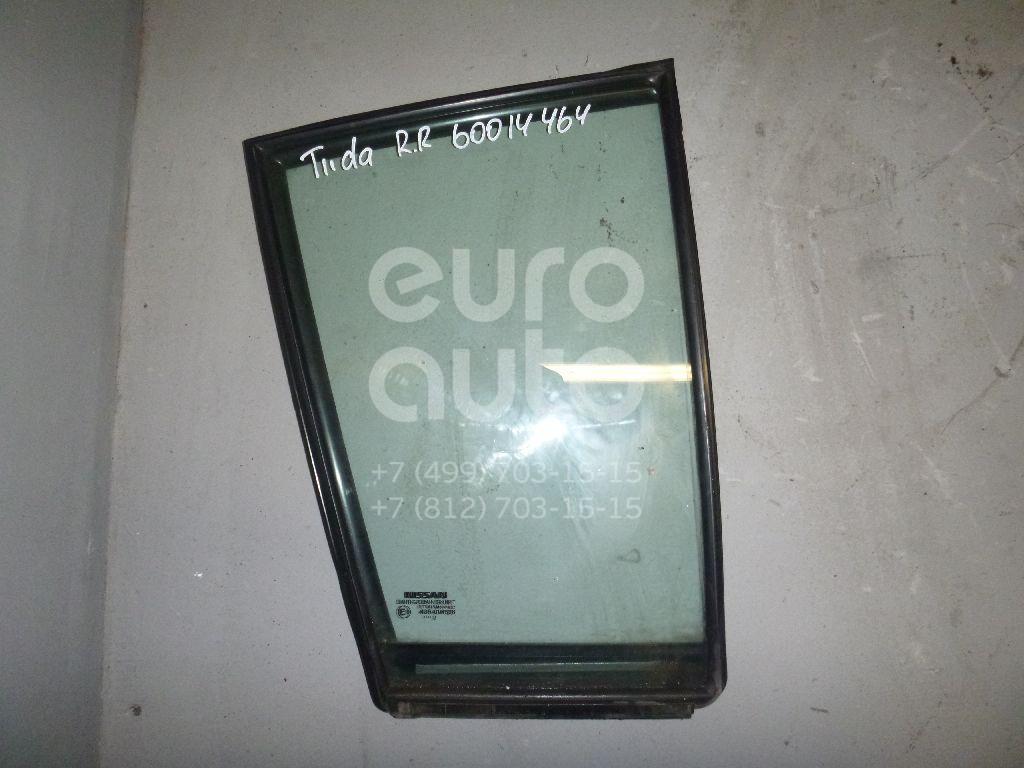 Tiida R.R 60014464
euro
auto
+7 (499) 703-15-15
+7 (812) 703-15-15
NISSAN